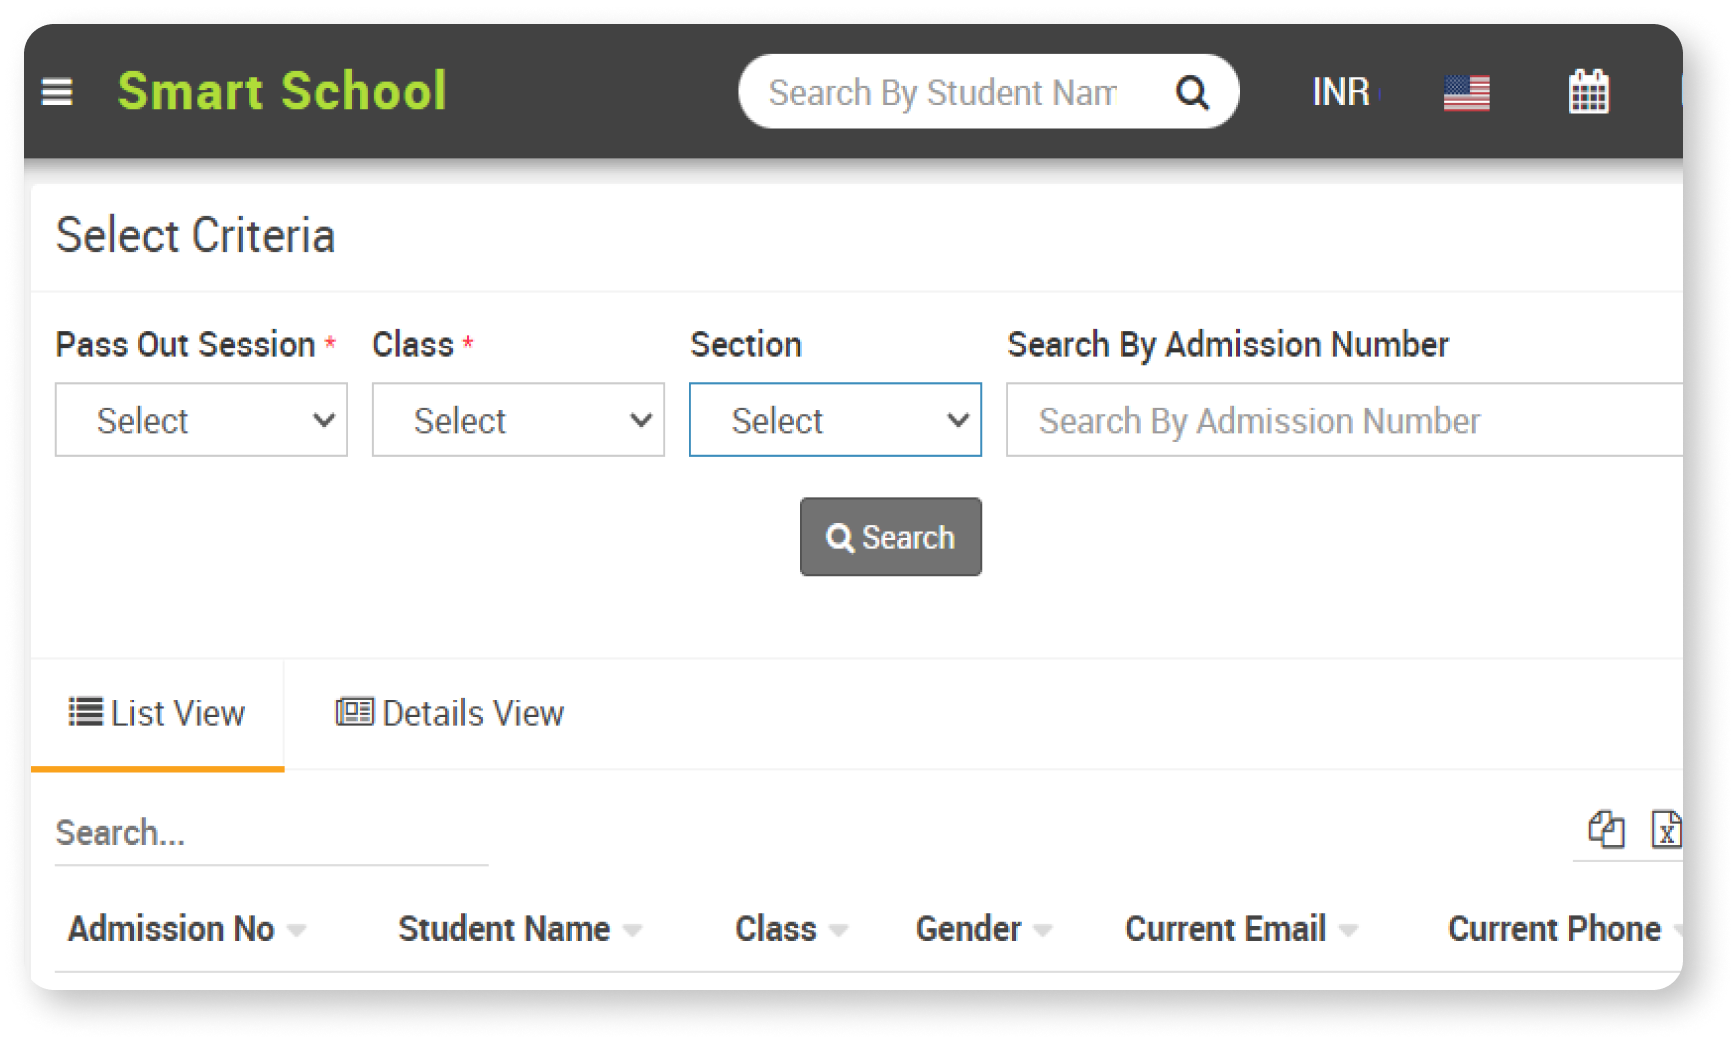 Smart School
Search By Student Nam
INR
Select Criteria
Pass Out Session * Class * Section Search By Admission Number
Select Select Select Search By Admission Number
Search
List View Details View
Search...
Admission No Student Name Class Gender Current Email Current Phone